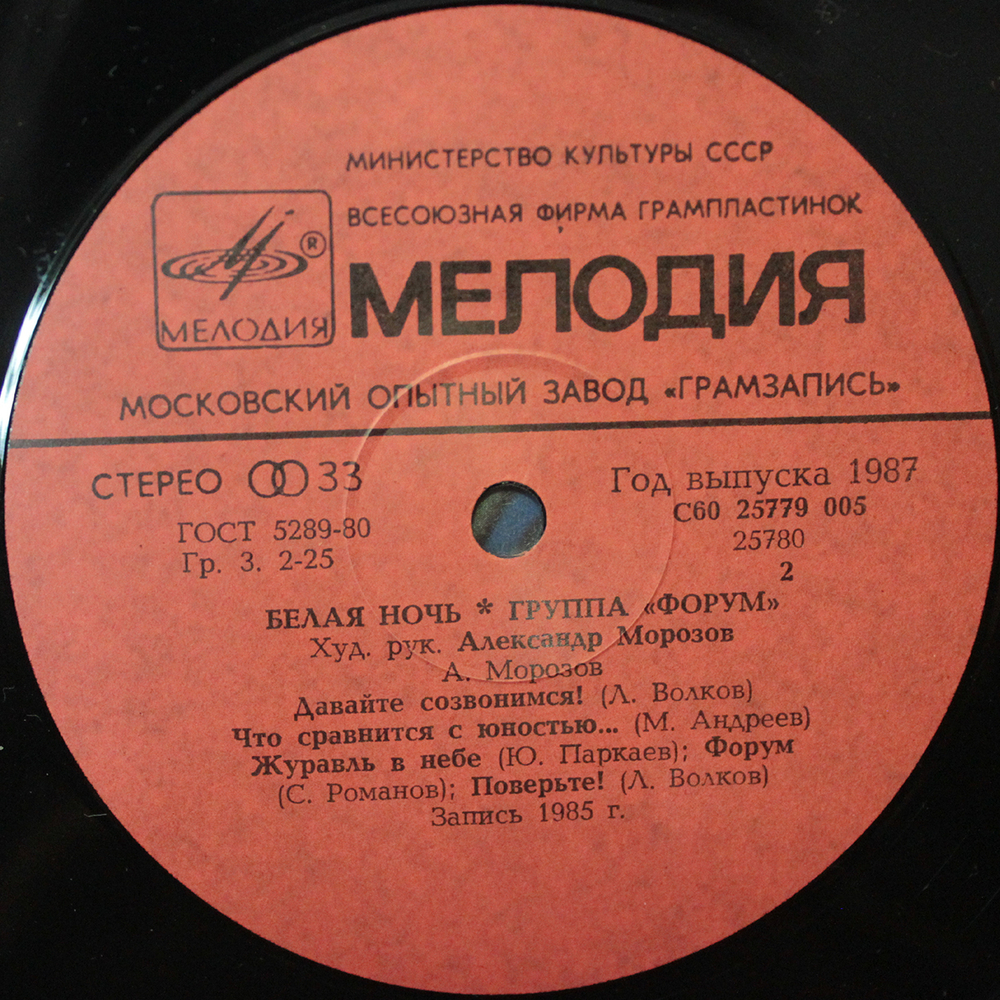 МИНИСТЕРСТВО КУЛЬТУРЫ СССР
ВСЕСОЮЗНАЯ ФИРМА ГРАМПЛАСТИНОК
®
МЕЛОДИЯ
МЕЛОДИЯ
МОСКОВСКИЙ ОПЫТНЫЙ ЗАВОД «ГРАМЗАПИСЬ»
СТЕРЕО 33
Год выпуска 1987
ГОСТ 5289-80
С60 25779 005
Гр. 3. 2-25
25780
2
БЕЛАЯ НОЧЬ * ГРУППА «ФОРУМ»
Худ. рук. Александр Морозов
А. Морозов
Давайте созвонимся! (Л. Волков)
Что сравнится с юностью... (М. Андреев)
Журавль в небе (Ю. Паркаев); Форум
(С. Романов); Поверьте! (Л. Волков)
Запись 1985 г.